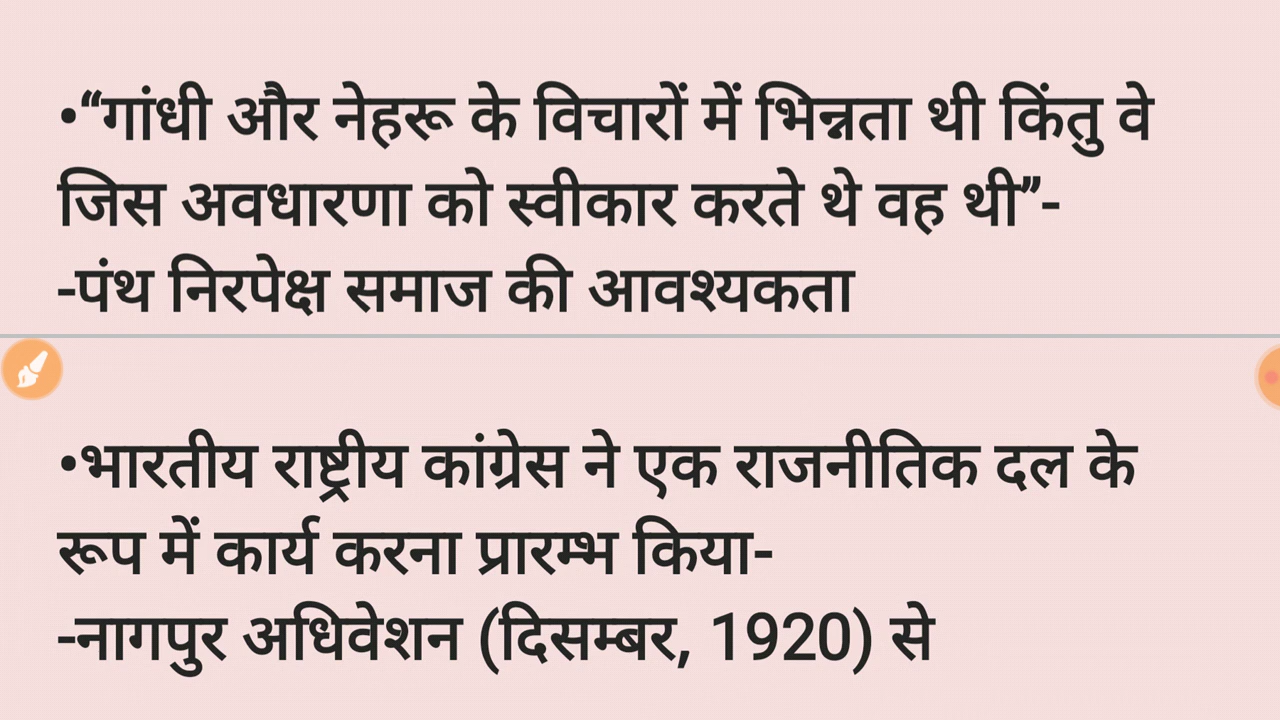 •“गांधी और नेहरू के विचारों में भिन्नता थी किंतु वे
जिस अवधारणा को स्वीकार करते थे वह थी”-
-पंथ निरपेक्ष समाज की आवश्यकता
•भारतीय राष्ट्रीय कांग्रेस ने एक राजनीतिक दल के
रूप में कार्य करना प्रारम्भ किया-
-नागपुर अधिवेशन (दिसम्बर, 1920) से